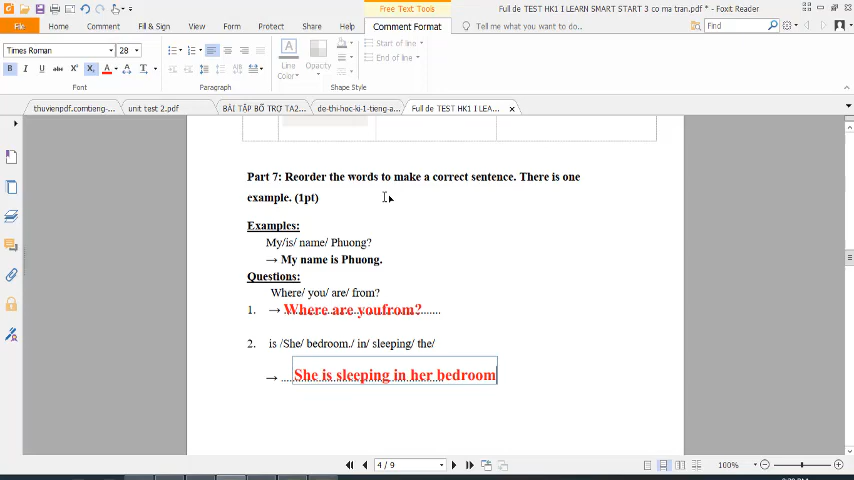 Free Text Tools
Full de TEST HK1 I LEARN SMART START 3 co ma tran.pdf * - Foxit Reader
File Home Comment Fill & Sign View Form Protect Share Help Comment Format Tell me what you want to do... Find
Times Roman 28
B I U abc X² X₂ A T
Line Color Opacity Start of line End of line
Font Paragraph Shape Style
thuvienpdf.comtieng-... unit test 2.pdf BÀI TẬP BỔ TRỢ TA2... de-thi-hoc-ki-1-tieng-a... Full de TEST HK1 I LEA...
Part 7: Reorder the words to make a correct sentence. There is one
example. (1pt)
Examples:
My/is/ name/ Phuong?
→ My name is Phuong.
Questions:
Where/ you/ are/ from?
1. → Where are youfrom?
2. is /She/ bedroom./ in/ sleeping/ the/
→ She is sleeping in her bedroom
4 / 9 100%